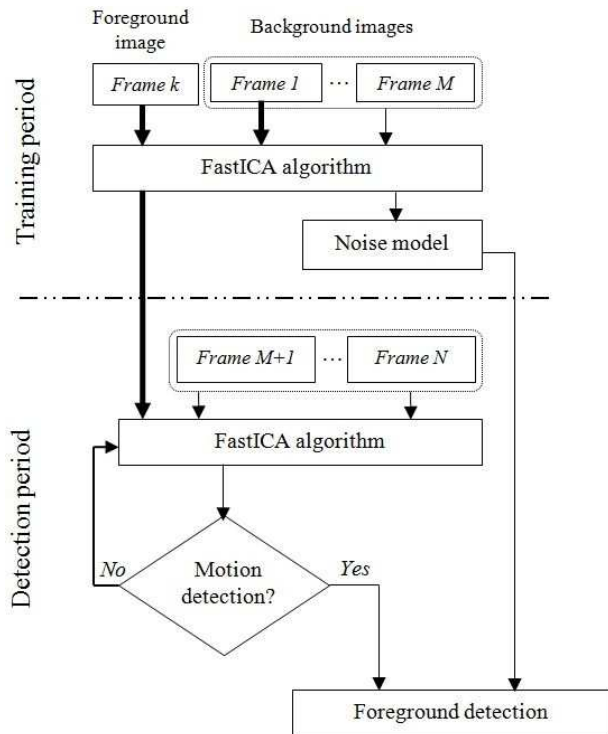 Foreground
image
Background images
Frame k
Frame 1 ... Frame M
FastICA algorithm
Noise model
Training period
Frame M+1 ... Frame N
FastICA algorithm
Motion
detection?
No
Yes
Detection period
Foreground detection